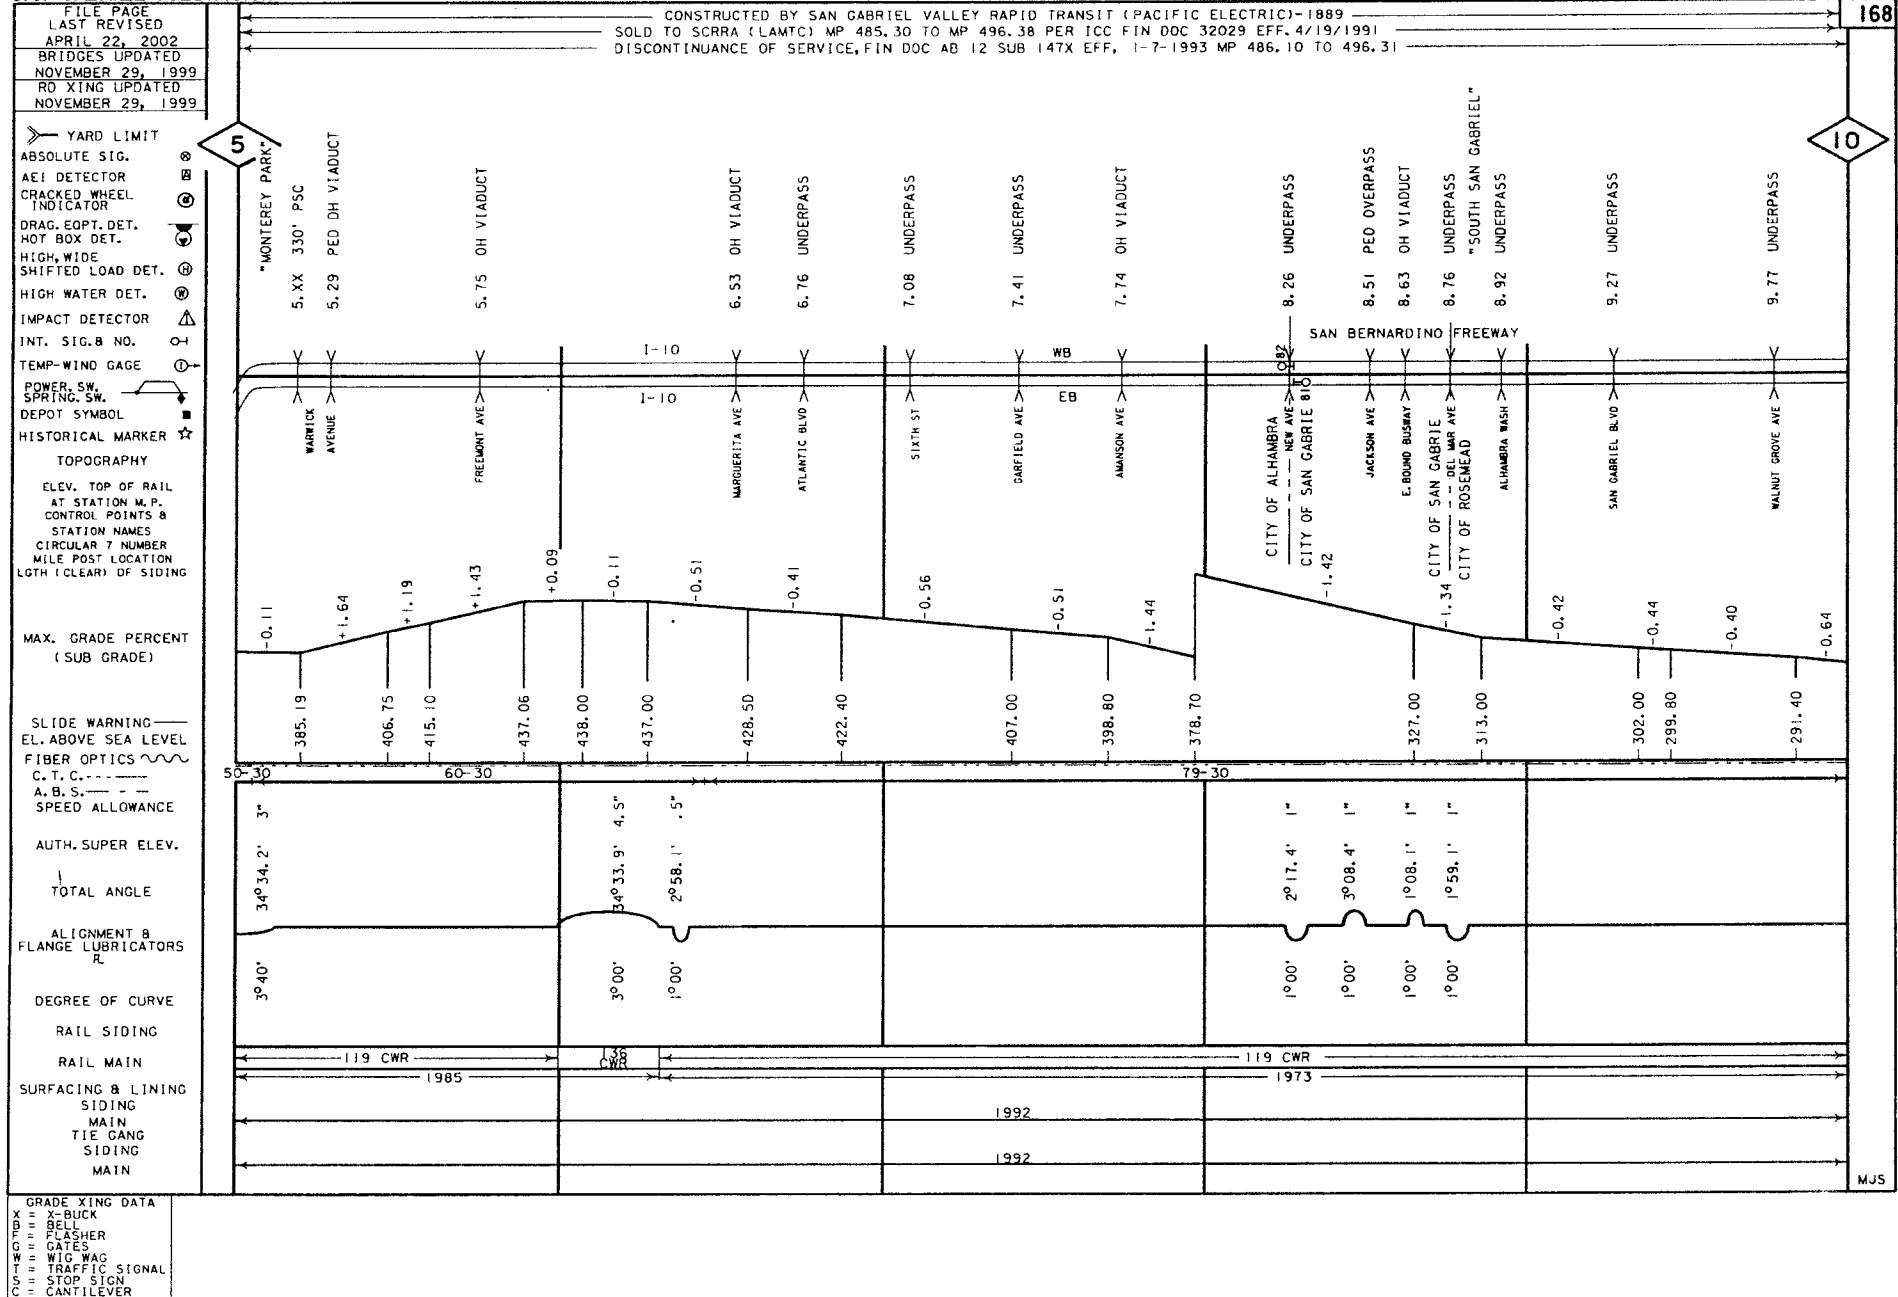 FILE PAGE
LAST REVISED
APRIL 22, 2002
BRIDGES UPDATED
NOVEMBER 29, 1999
RD XING UPDATED
NOVEMBER 29, 1999
CONSTRUCTED BY SAN GABRIEL VALLEY RAPID TRANSIT (PACIFIC ELECTRIC)-1889
SOLD TO SCRRA (LAMTC) MP 485.30 TO MP 496.38 PER ICC FIN DOC 32029 EFF. 4/19/1991
DISCONTINUANCE OF SERVICE, FIN DOC AB 12 SUB 147X EFF, 1-7-1993 MP 486.10 TO 496.31
168
5
10
YARD LIMIT
ABSOLUTE SIG.
AEI DETECTOR
CRACKED WHEEL
INDICATOR
DRAG. EQPT. DET.
HOT BOX DET.
HIGH, WIDE
SHIFTED LOAD DET.
HIGH WATER DET.
IMPACT DETECTOR
INT. SIG.& NO.
TEMP-WIND GAGE
POWER. SW.
SPRING. SW.
DEPOT SYMBOL
HISTORICAL MARKER
TOPOGRAPHY
ELEV. TOP OF RAIL
AT STATION M.P.
CONTROL POINTS &
STATION NAMES
CIRCULAR 7 NUMBER
MILE POST LOCATION
LGTH (CLEAR) OF SIDING
MAX. GRADE PERCENT
(SUB GRADE)
SLIDE WARNING
EL. ABOVE SEA LEVEL
FIBER OPTICS
C. T. C.
A. B. S.
SPEED ALLOWANCE
AUTH. SUPER ELEV.
TOTAL ANGLE
ALIGNMENT &
FLANGE LUBRICATORS
DEGREE OF CURVE
RAIL SIDING
RAIL MAIN
SURFACING & LINING
SIDING
MAIN
TIE GANG
SIDING
MAIN
"MONTEREY PARK"
5.XX 330' PSC
5.29 PED OH VIADUCT
5.75 OH VIADUCT
6.53 OH VIADUCT
6.76 UNDERPASS
7.08 UNDERPASS
7.41 UNDERPASS
7.74 OH VIADUCT
8.26 UNDERPASS
8.51 PED OVERPASS
8.63 OH VIADUCT
8.76 UNDERPASS
"SOUTH SAN GABRIEL"
8.92 UNDERPASS
9.27 UNDERPASS
9.77 UNDERPASS
SAN BERNARDINO FREEWAY
I-10
WB
I-10
EB
82
810
WARWICK
AVENUE
FREEMONT AVE
MARGUERITA AVE
ATLANTIC BLVD
SIXTH ST
GARFIELD AVE
AMANSON AVE
CITY OF ALHAMBRA
NEW AVE
CITY OF SAN GABRIE
JACKSON AVE
E.BOUND BUSWAY
CITY OF SAN GABRIE
DEL MAR AVE
CITY OF ROSEMEAD
ALHAMBRA WASH
SAN GABRIEL BLVD
WALNUT GROVE AVE
-0.11
+1.64
+1.19
+1.43
+0.09
-0.11
-0.51
-0.41
-0.56
-0.51
-1.44
-1.42
-1.34
-0.42
-0.44
-0.40
-0.64
385.19
406.75
415.10
437.06
438.00
437.00
428.50
422.40
407.00
398.80
378.70
327.00
313.00
302.00
299.80
291.40
50-30
60-30
79-30
34°34.2' 3"
34°33.9' 4.5"
2°58.1' .5"
2°17.4' 1"
3°08.4' 1"
1°08.1' 1"
1°59.1' 1"
3°40'
3°00'
1°00'
1°00'
1°00'
1°00'
1°00'
119 CWR
136
CWR
119 CWR
1985
1973
1992
1992
MJS
GRADE XING DATA
X = X-BUCK
B = BELL
F = FLASHER
G = GATES
W = WIG WAG
T = TRAFFIC SIGNAL
S = STOP SIGN
C = CANTILEVER